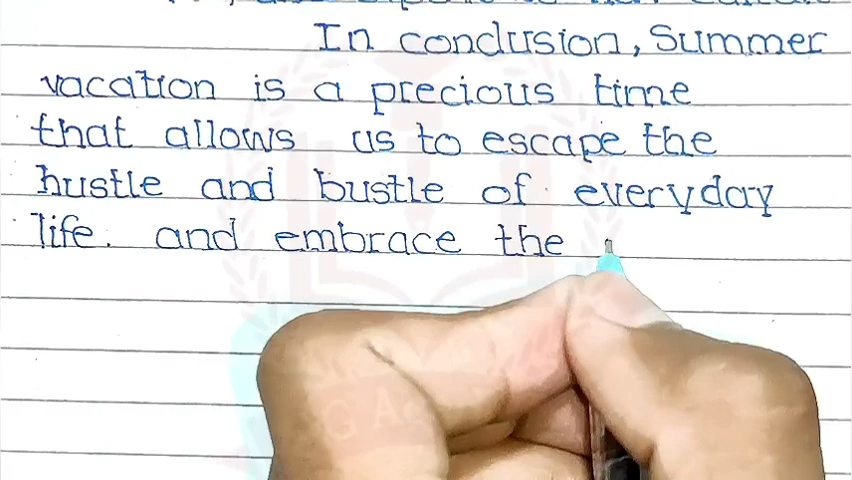 In conclusion, Summer
vacation is a precious time
that allows us to escape the
hustle and bustle of everyday
life. and embrace the